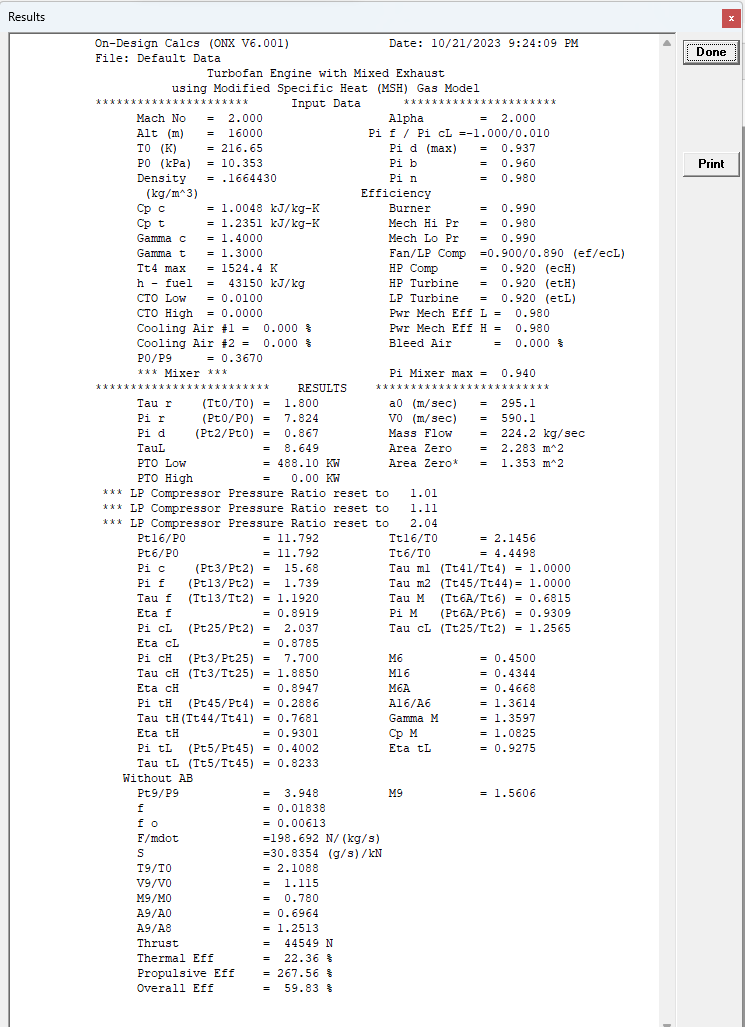 Results
x
On-Design Calcs (ONX V6.001) Date: 10/21/2023 9:24:09 PM
Done
File: Default Data
Turbofan Engine with Mixed Exhaust
using Modified Specific Heat (MSH) Gas Model
********************** Input Data **********************
Mach No = 2.000 Alpha = 2.000
Alt (m) = 16000 Pi f / Pi cL =-1.000/0.010
T0 (K) = 216.65 Pi d (max) = 0.937
P0 (kPa) = 10.353 Pi b = 0.960
Print
Density = .1664430 Pi n = 0.980
(kg/m^3) Efficiency
Cp c = 1.0048 kJ/kg-K Burner = 0.990
Cp t = 1.2351 kJ/kg-K Mech Hi Pr = 0.980
Gamma c = 1.4000 Mech Lo Pr = 0.990
Gamma t = 1.3000 Fan/LP Comp =0.900/0.890 (ef/ecL)
Tt4 max = 1524.4 K HP Comp = 0.920 (ecH)
h - fuel = 43150 kJ/kg HP Turbine = 0.920 (etH)
CTO Low = 0.0100 LP Turbine = 0.920 (etL)
CTO High = 0.0000 Pwr Mech Eff L = 0.980
Cooling Air #1 = 0.000 % Pwr Mech Eff H = 0.980
Cooling Air #2 = 0.000 % Bleed Air = 0.000 %
P0/P9 = 0.3670
*** Mixer *** Pi Mixer max = 0.940
************************* RESULTS *************************
Tau r (Tt0/T0) = 1.800 a0 (m/sec) = 295.1
Pi r (Pt0/P0) = 7.824 V0 (m/sec) = 590.1
Pi d (Pt2/Pt0) = 0.867 Mass Flow = 224.2 kg/sec
TauL = 8.649 Area Zero = 2.283 m^2
PTO Low = 488.10 KW Area Zero* = 1.353 m^2
PTO High = 0.00 KW
*** LP Compressor Pressure Ratio reset to 1.01
*** LP Compressor Pressure Ratio reset to 1.11
*** LP Compressor Pressure Ratio reset to 2.04
Pt16/P0 = 11.792 Tt16/T0 = 2.1456
Pt6/P0 = 11.792 Tt6/T0 = 4.4498
Pi c (Pt3/Pt2) = 15.68 Tau m1 (Tt41/Tt4) = 1.0000
Pi f (Pt13/Pt2) = 1.739 Tau m2 (Tt45/Tt44)= 1.0000
Tau f (Tt13/Tt2) = 1.1920 Tau M (Tt6A/Tt6) = 0.6815
Eta f = 0.8919 Pi M (Pt6A/Pt6) = 0.9309
Pi cL (Pt25/Pt2) = 2.037 Tau cL (Tt25/Tt2) = 1.2565
Eta cL = 0.8785
Pi cH (Pt3/Pt25) = 7.700 M6 = 0.4500
Tau cH (Tt3/Tt25) = 1.8850 M16 = 0.4344
Eta cH = 0.8947 M6A = 0.4668
Pi tH (Pt45/Pt4) = 0.2886 A16/A6 = 1.3614
Tau tH(Tt44/Tt41) = 0.7681 Gamma M = 1.3597
Eta tH = 0.9301 Cp M = 1.0825
Pi tL (Pt5/Pt45) = 0.4002 Eta tL = 0.9275
Tau tL (Tt5/Tt45) = 0.8233
Without AB
Pt9/P9 = 3.948 M9 = 1.5606
f = 0.01838
f o = 0.00613
F/mdot =198.692 N/(kg/s)
S =30.8354 (g/s)/kN
T9/T0 = 2.1088
V9/V0 = 1.115
M9/M0 = 0.780
A9/A0 = 0.6964
A9/A8 = 1.2513
Thrust = 44549 N
Thermal Eff = 22.36 %
Propulsive Eff = 267.56 %
Overall Eff = 59.83 %